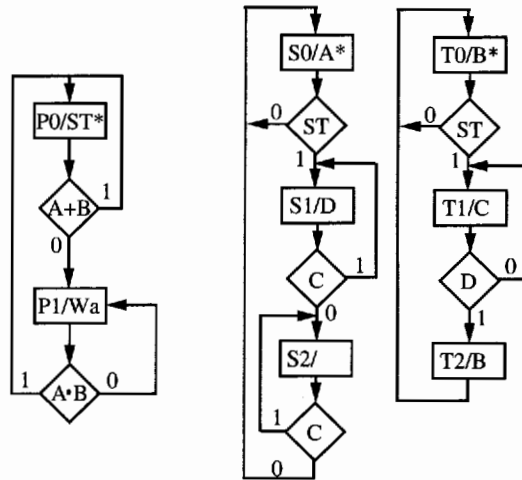 P0/ST*
A+B
1
0
P1/Wa
A•B
1
0
S0/A*
ST
0
1
S1/D
C
1
0
S2/
C
1
0
T0/B*
ST
0
1
T1/C
D
0
1
T2/B